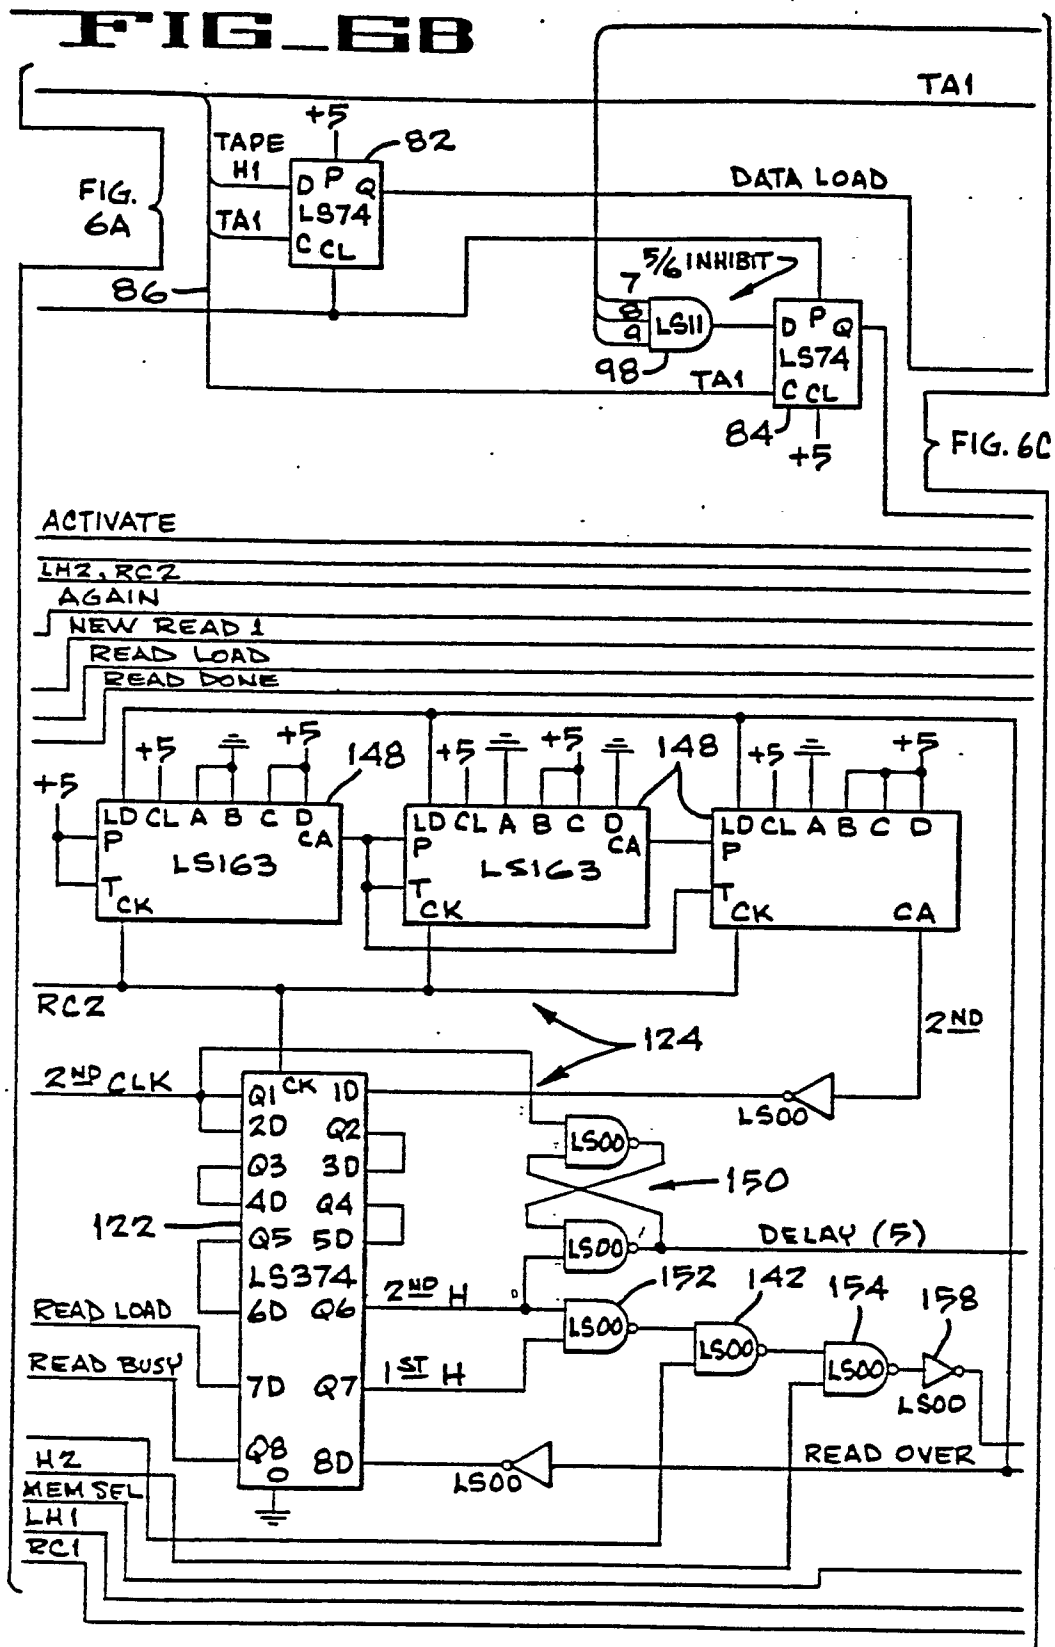 FIG_6B
TA1
+5
82
TAPE
H1
D P Q
LS74
C CL
TA1
DATA LOAD
FIG.
6A
86
5/6 INHIBIT
7
8
9
LS11
98
D P Q
LS74
C CL
TA1
84
+5
FIG. 6C
ACTIVATE
LH2, RC2
AGAIN
NEW READ 1
READ LOAD
READ DONE
+5
+5
+5
148
+5
+5
148
+5
+5
LD CL A B C D
P
CA
LS163
T
CK
LD CL A B C D
P
CA
LS163
T
CK
LD CL A B C D
P
T
CK
CA
RC2
124
2ND
2ND CLK
Q1 CK 1D
2D Q2
Q3 3D
4D Q4
Q5 5D
LS374
6D Q6
7D Q7
Q8 8D
O
122
LS00
LS00
150
LS00
DELAY (5)
2ND H
152
142
154
158
LS00
LS00
LS00
LS00
1ST H
READ LOAD
READ BUSY
LS00
READ OVER
H2
MEM SEL
LH1
RC1